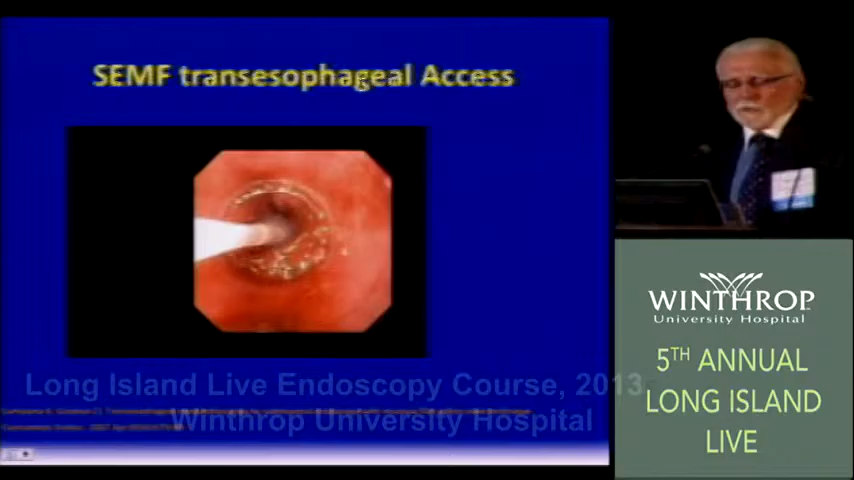 SEMF transesophageal Access
Long Island Live Endoscopy Course, 2013
Winthrop University Hospital
WINTHROP
University Hospital
5TH ANNUAL
LONG ISLAND
LIVE